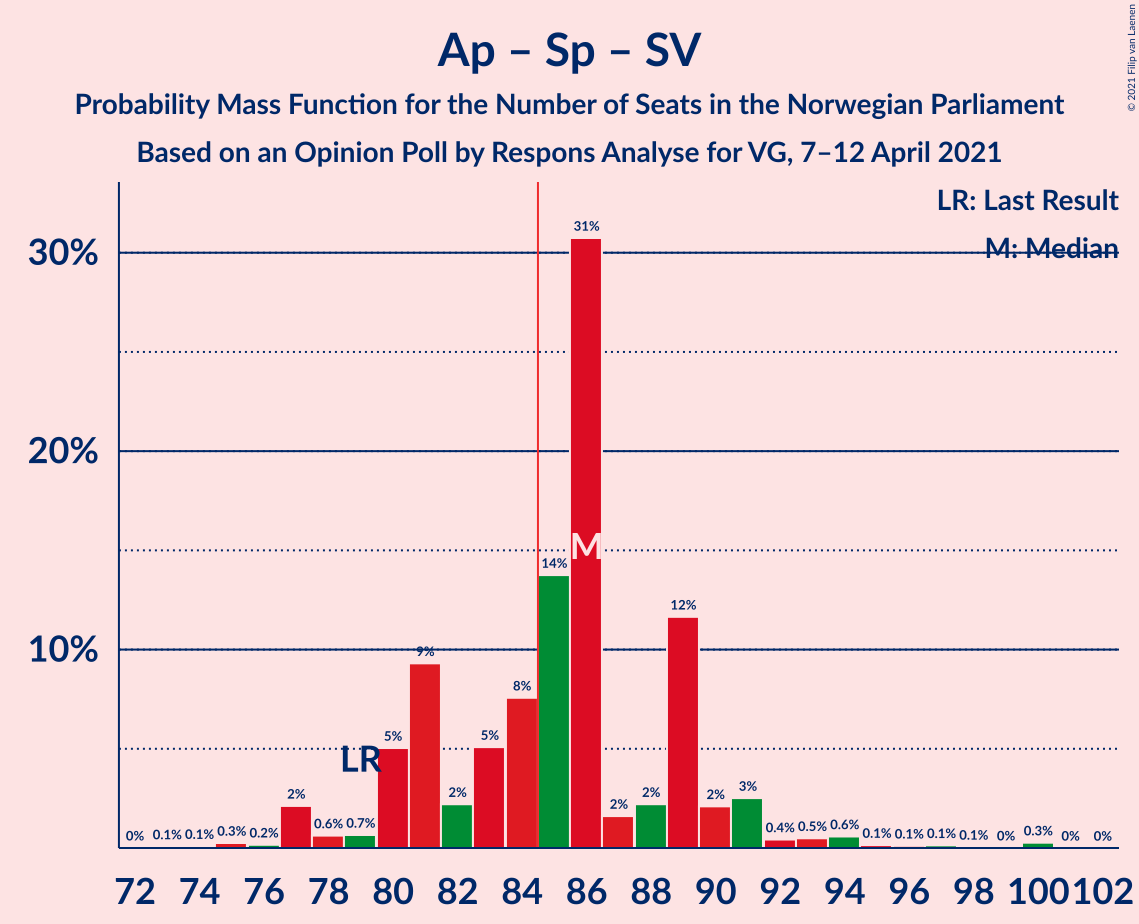 Ap – Sp – SV
Probability Mass Function for the Number of Seats in the Norwegian Parliament
Based on an Opinion Poll by Respons Analyse for VG, 7–12 April 2021
© 2021 Filip van Laenen
LR: Last Result
M: Median
30%
20%
10%
0% 0.1% 0.1% 0.3% 0.2% 2% 0.6% 0.7% 5% 9% 2% 5% 8% 14% 31% 2% 2% 12% 2% 3% 0.4% 0.5% 0.6% 0.1% 0.1% 0.1% 0.1% 0% 0.3% 0% 0%
LR
M
72 74 76 78 80 82 84 86 88 90 92 94 96 98 100 102